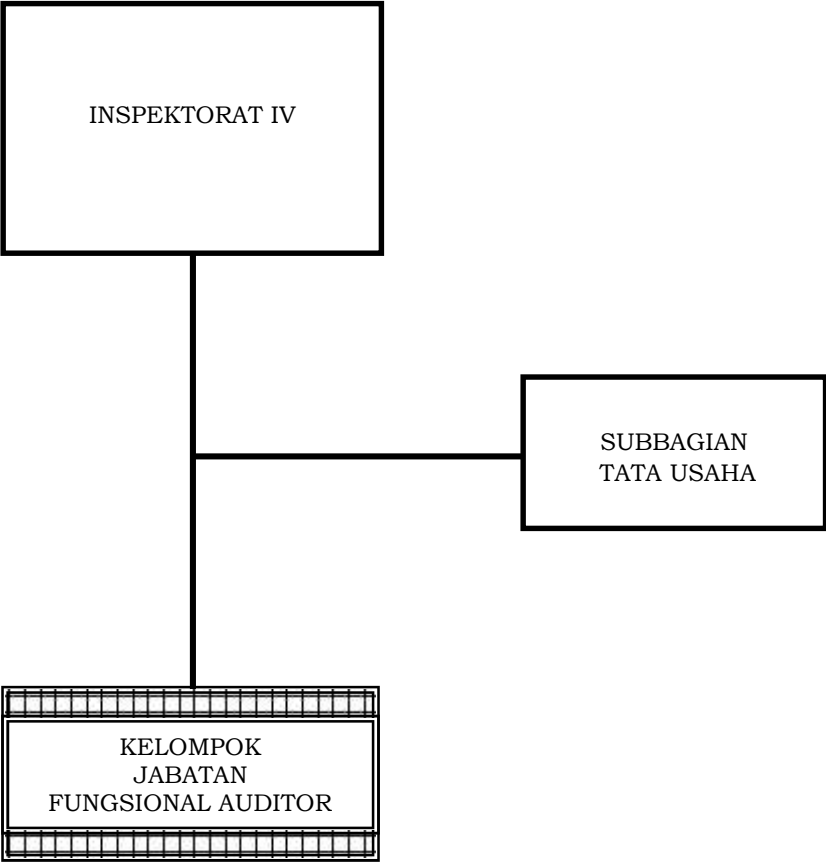 INSPEKTORAT IV
SUBBAGIAN
TATA USAHA
KELOMPOK
JABATAN
FUNGSIONAL AUDITOR